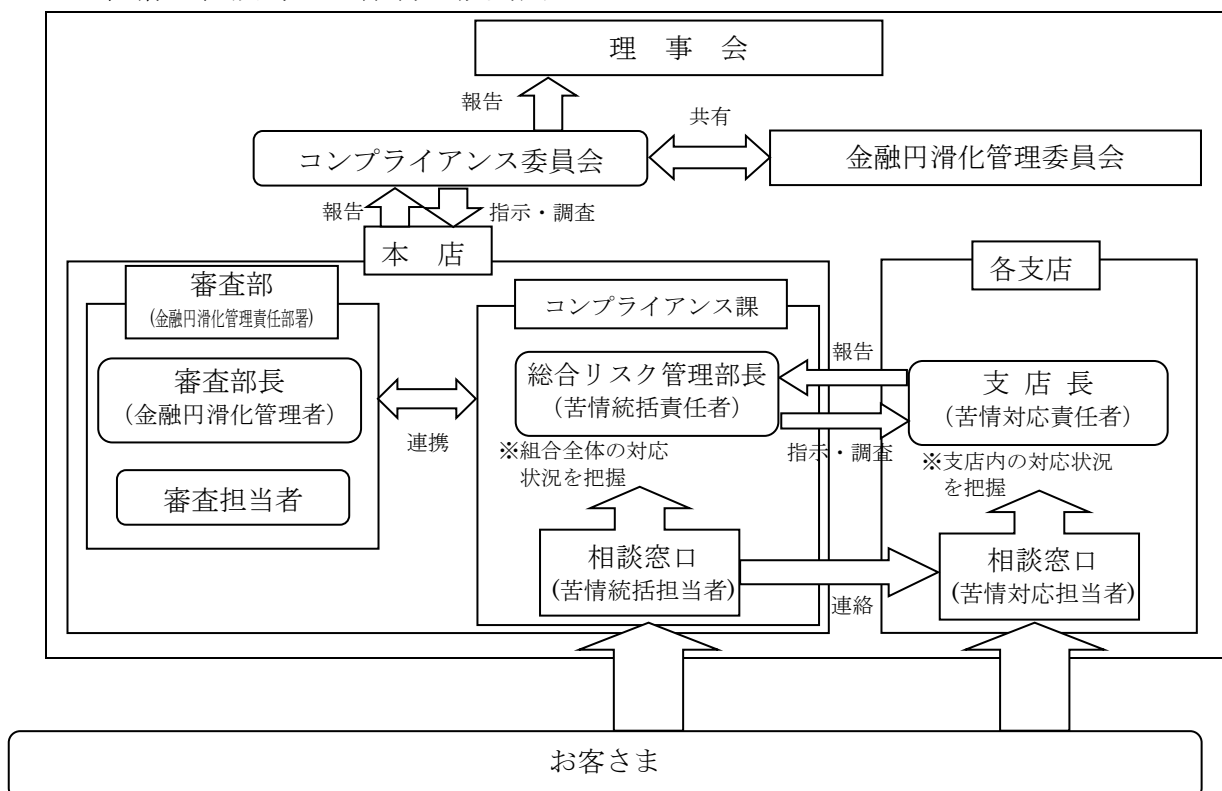 理 事 会
報告
共有
コンプライアンス委員会
金融円滑化管理委員会
報告
指示・調査
本 店
各支店
審査部
(金融円滑化管理責任部署)
コンプライアンス課
審査部長
(金融円滑化管理者)
連携
審査担当者
総合リスク管理部長
(苦情統括責任者)
※組合全体の対応
状況を把握
報告
指示・調査
支 店 長
(苦情対応責任者)
※支店内の対応状況
を把握
相談窓口
(苦情統括担当者)
連絡
相談窓口
(苦情対応担当者)
お客さま